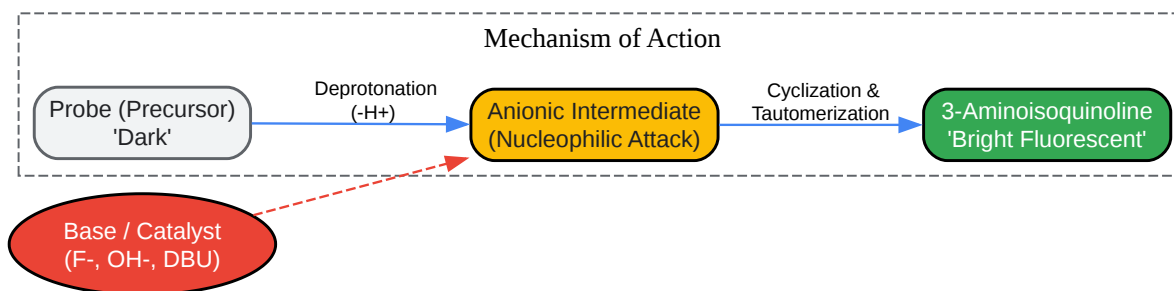 Mechanism of Action
Probe (Precursor)
'Dark'
Deprotonation
(-H+)
Anionic Intermediate
(Nucleophilic Attack)
Cyclization &
Tautomerization
3-Aminoisoquinoline
'Bright Fluorescent'
Base / Catalyst
(F-, OH-, DBU)